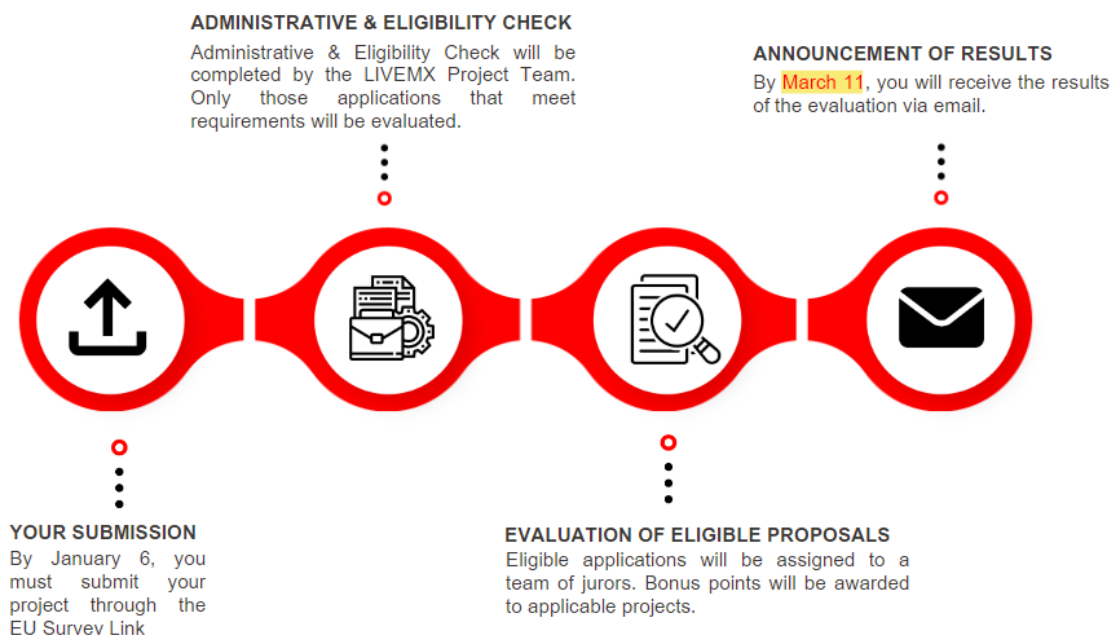 ADMINISTRATIVE & ELIGIBILITY CHECK
Administrative & Eligibility Check will be
completed by the LIVEMX Project Team.
Only those applications that meet
requirements will be evaluated.
ANNOUNCEMENT OF RESULTS
By March 11, you will receive the results
of the evaluation via email.
YOUR SUBMISSION
By January 6, you
must submit your
project through the
EU Survey Link
EVALUATION OF ELIGIBLE PROPOSALS
Eligible applications will be assigned to a
team of jurors. Bonus points will be awarded
to applicable projects.